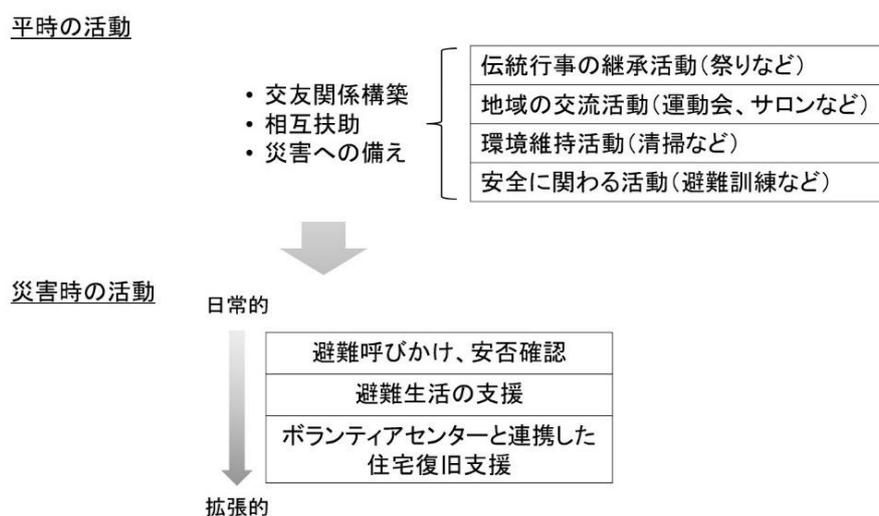 平時の活動
・交友関係構築
・相互扶助
・災害への備え
伝統行事の継承活動(祭りなど)
地域の交流活動(運動会、サロンなど)
環境維持活動(清掃など)
安全に関わる活動(避難訓練など)
災害時の活動
日常的
避難呼びかけ、安否確認
避難生活の支援
ボランティアセンターと連携した
住宅復旧支援
拡張的